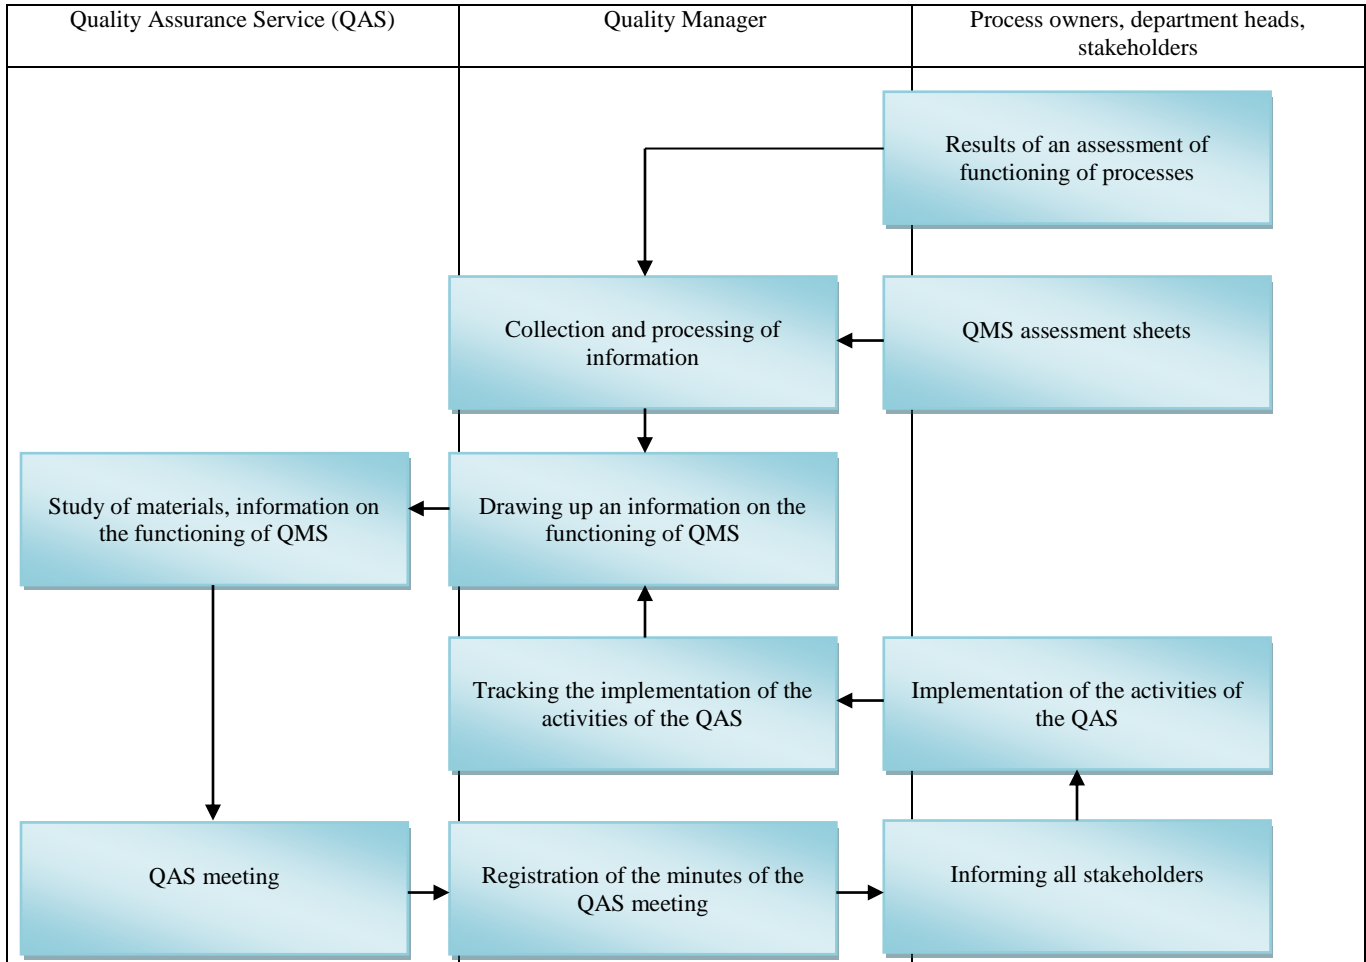 Quality Assurance Service (QAS)
Quality Manager
Process owners, department heads,
stakeholders
Results of an assessment of
functioning of processes
Collection and processing of
information
QMS assessment sheets
Study of materials, information on
the functioning of QMS
Drawing up an information on the
functioning of QMS
Tracking the implementation of the
activities of the QAS
Implementation of the activities of
the QAS
QAS meeting
Registration of the minutes of the
QAS meeting
Informing all stakeholders